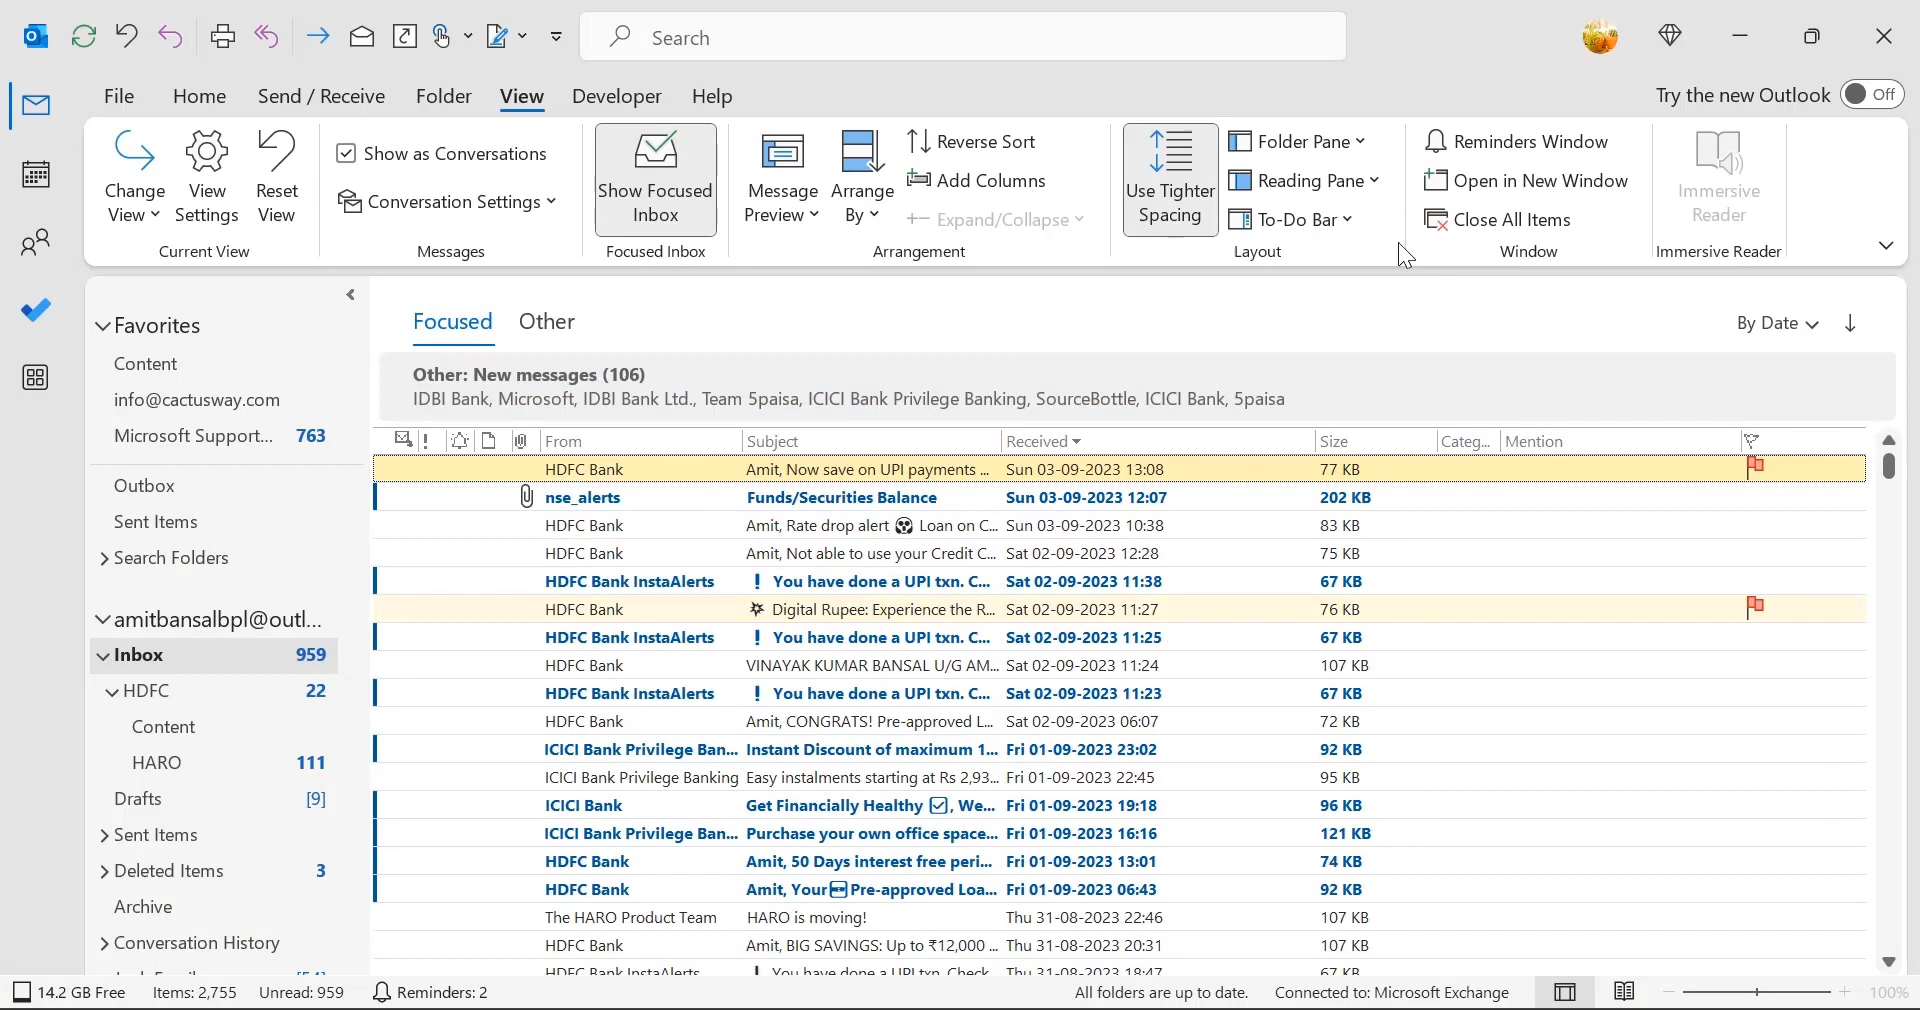 Search
File Home Send / Receive Folder View Developer Help
Try the new Outlook Off
Change View
View Settings
Reset View
Current View
Show as Conversations
Conversation Settings
Messages
Show Focused Inbox
Focused Inbox
Message Preview
Arrange By
Reverse Sort
Add Columns
Expand/Collapse
Arrangement
Use Tighter Spacing
Folder Pane
Reading Pane
To-Do Bar
Layout
Reminders Window
Open in New Window
Close All Items
Window
Immersive Reader
Immersive Reader
Favorites
Content
info@cactusway.com
Microsoft Support... 763
Outbox
Sent Items
Search Folders
amitbansalbpl@outl...
Inbox 959
HDFC 22
Content
HARO 111
Drafts [9]
Sent Items
Deleted Items 3
Archive
Conversation History
Focused Other
By Date
Other: New messages (106)
IDBI Bank, Microsoft, IDBI Bank Ltd., Team 5paisa, ICICI Bank Privilege Banking, SourceBottle, ICICI Bank, 5paisa
From Subject Received Size Categ... Mention
HDFC Bank Amit, Now save on UPI payments ... Sun 03-09-2023 13:08 77 KB
nse_alerts Funds/Securities Balance Sun 03-09-2023 12:07 202 KB
HDFC Bank Amit, Rate drop alert Loan on C... Sun 03-09-2023 10:38 83 KB
HDFC Bank Amit, Not able to use your Credit C... Sat 02-09-2023 12:28 75 KB
HDFC Bank InstaAlerts ❗ You have done a UPI txn. C... Sat 02-09-2023 11:38 67 KB
HDFC Bank Digital Rupee: Experience the R... Sat 02-09-2023 11:27 76 KB
HDFC Bank InstaAlerts ❗ You have done a UPI txn. C... Sat 02-09-2023 11:25 67 KB
HDFC Bank VINAYAK KUMAR BANSAL U/G AM... Sat 02-09-2023 11:24 107 KB
HDFC Bank InstaAlerts ❗ You have done a UPI txn. C... Sat 02-09-2023 11:23 67 KB
HDFC Bank Amit, CONGRATS! Pre-approved L... Sat 02-09-2023 06:07 72 KB
ICICI Bank Privilege Ban... Instant Discount of maximum 1... Fri 01-09-2023 23:02 92 KB
ICICI Bank Privilege Banking Easy instalments starting at Rs 2,93... Fri 01-09-2023 22:45 95 KB
ICICI Bank Get Financially Healthy ☑, We... Fri 01-09-2023 19:18 96 KB
ICICI Bank Privilege Ban... Purchase your own office space... Fri 01-09-2023 16:16 121 KB
HDFC Bank Amit, 50 Days interest free peri... Fri 01-09-2023 13:01 74 KB
HDFC Bank Amit, Your Pre-approved Loa... Fri 01-09-2023 06:43 92 KB
The HARO Product Team HARO is moving! Thu 31-08-2023 22:46 107 KB
HDFC Bank Amit, BIG SAVINGS: Up to ₹12,000 ... Thu 31-08-2023 20:31 107 KB
HDFC Bank InstaAlerts You have done a UPI txn. Check Thu 31-08-2023 18:47 67 KB
14.2 GB Free Items: 2,755 Unread: 959 Reminders: 2 All folders are up to date. Connected to: Microsoft Exchange 100%